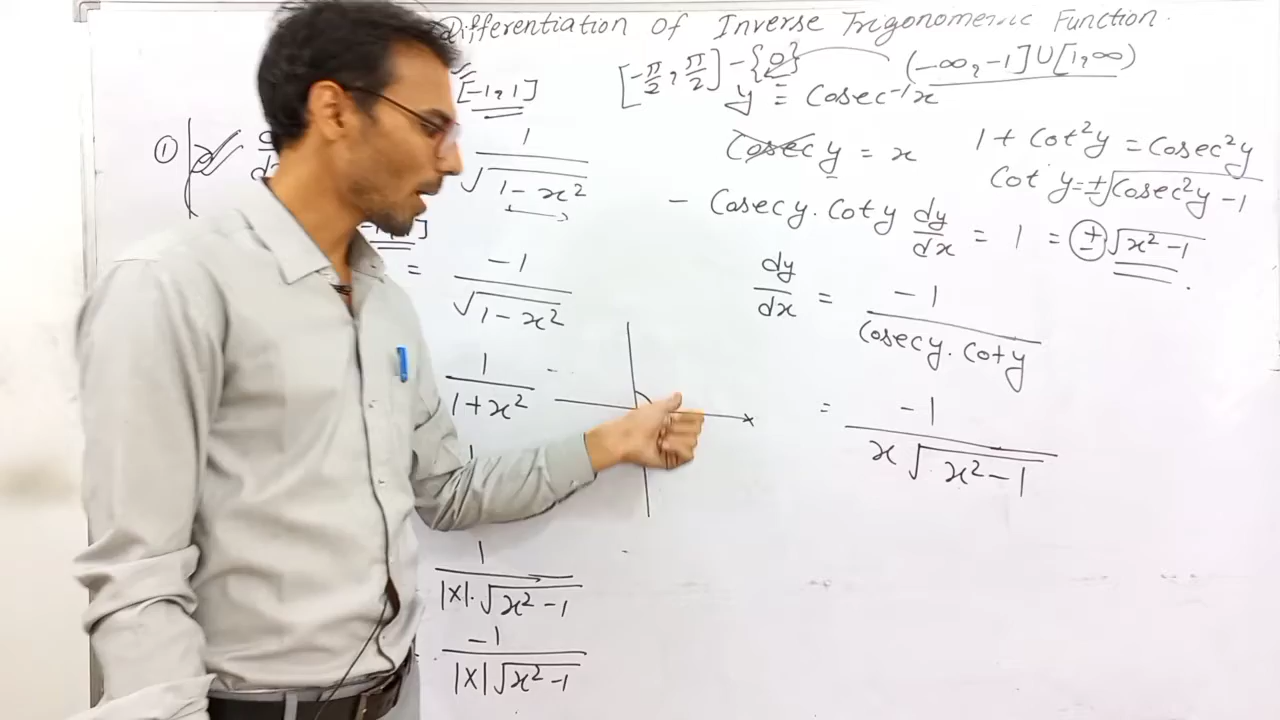 Differentiation of Inverse Trigonometric Function.
[-1, 1]
①
1 / √(1 - x²)
= -1 / √(1 - x²)
1 / (1 + x²)
1 / (|x|·√(x² - 1))
-1 / (|x|√(x² - 1))
[-π/2, π/2] - {0} (-∞, -1] ∪ [1, ∞)
y = Cosec⁻¹x
Cosec y = x
1 + Cot²y = Cosec²y
Cot y = ±√(Cosec²y - 1)
- Cosec y . Cot y dy/dx = 1 = ±√(x² - 1)
dy/dx = -1 / (Cosec y . Cot y)
= -1 / (x√(x² - 1))